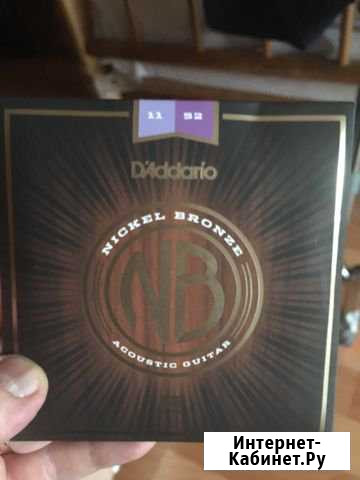 11 52
D'Addario
NICKEL BRONZE
NB
ACOUSTIC GUITAR
Интернет-
Кабинет.Ру